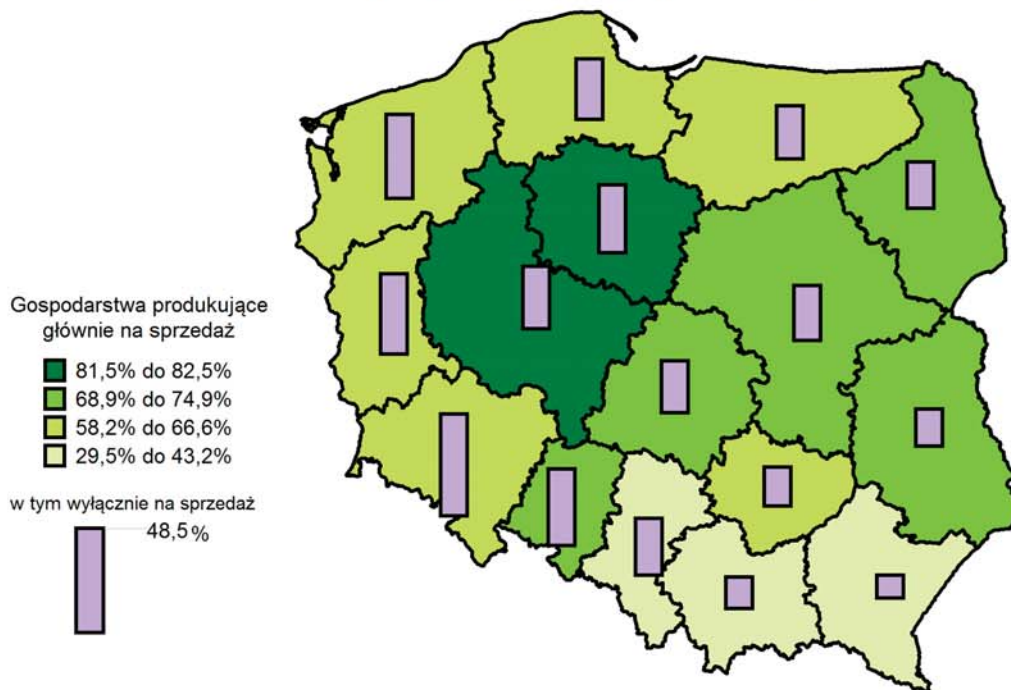 Gospodarstwa produkujące
głównie na sprzedaż
81,5% do 82,5%
68,9% do 74,9%
58,2% do 66,6%
29,5% do 43,2%
w tym wyłącznie na sprzedaż
48,5%